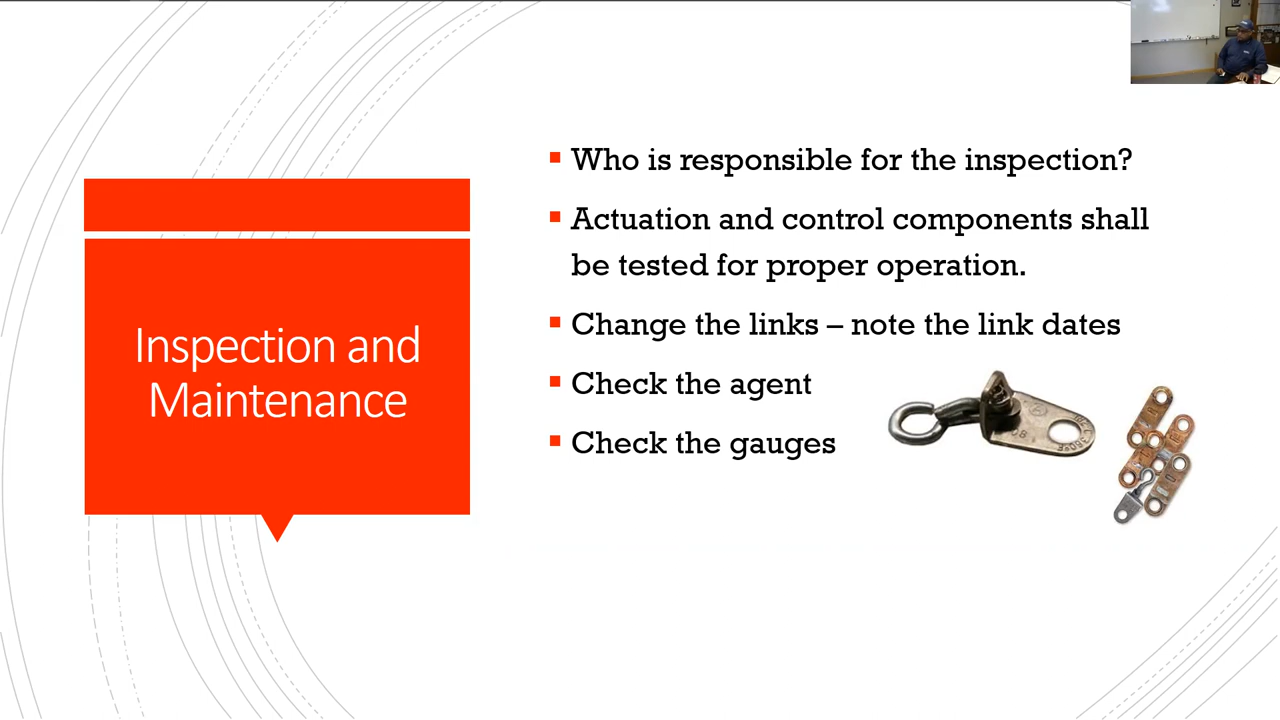 Inspection and
Maintenance
Who is responsible for the inspection?
Actuation and control components shall
be tested for proper operation.
Change the links – note the link dates
Check the agent
Check the gauges